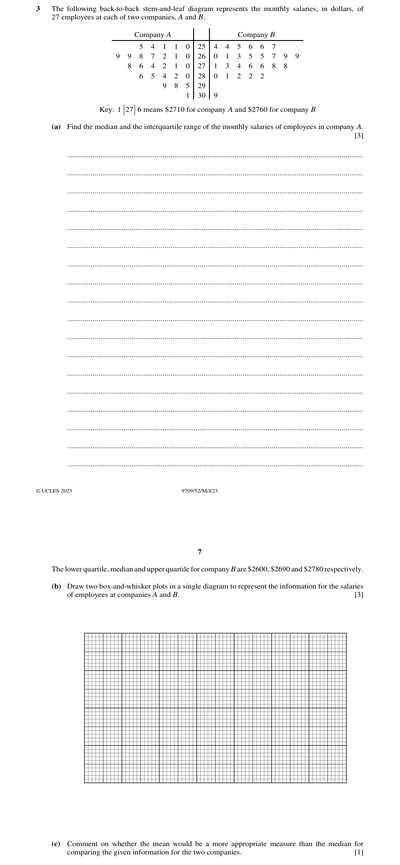 3 The following back-to-back stem-and-leaf diagram represents the monthly salaries, in dollars, of
27 employees at each of two companies, A and B.
Company A Company B
5 4 1 1 0 25 4 4 5 6 6 7
9 9 8 7 2 1 0 26 0 1 3 5 5 7 9 9
8 6 4 2 1 0 27 1 3 4 6 6 8 8
6 5 4 2 0 28 0 1 2 2 2
9 8 5 29
1 30 9
Key: 1 | 27 | 6 means $2710 for company A and $2760 for company B
(a) Find the median and the interquartile range of the monthly salaries of employees in company A.
[3]
© UCLES 2023 9709/52/M/J/23
7
The lower quartile, median and upper quartile for company B are $2600, $2690 and $2780 respectively.
(b) Draw two box-and-whisker plots in a single diagram to represent the information for the salaries
of employees at companies A and B. [3]
(c) Comment on whether the mean would be a more appropriate measure than the median for
comparing the given information for the two companies. [1]